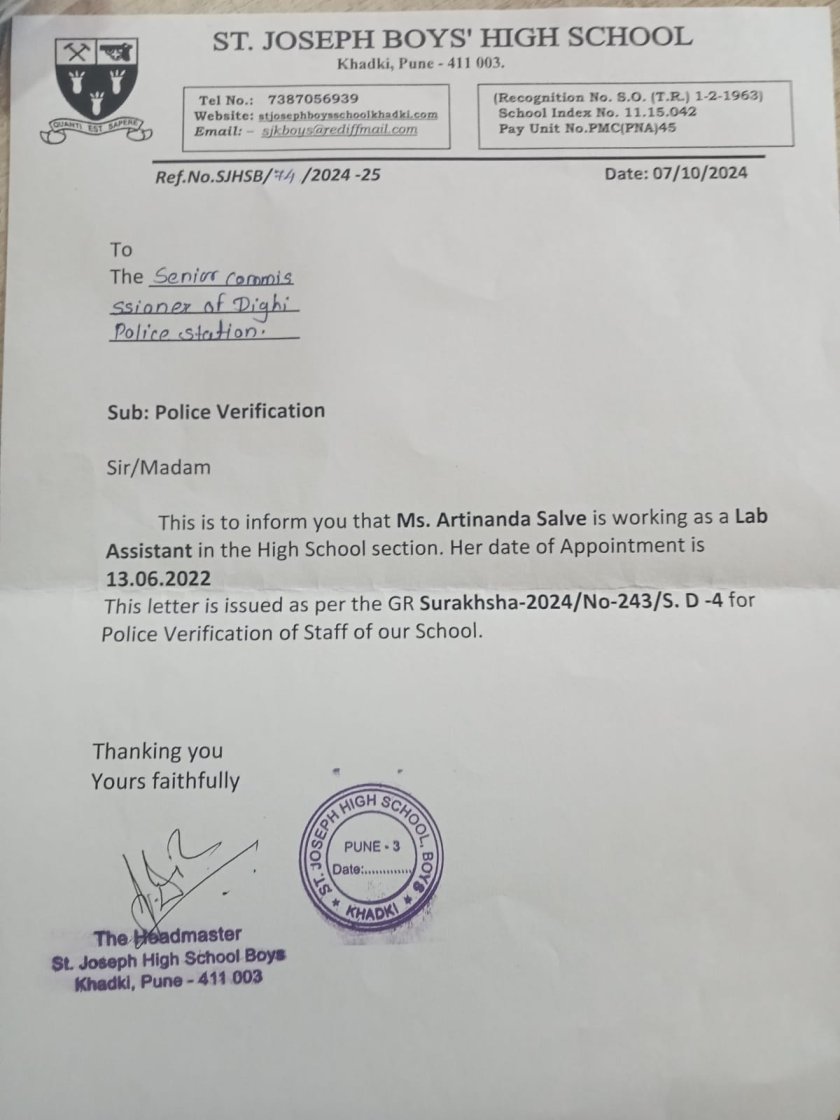 ST. JOSEPH BOYS' HIGH SCHOOL
Khadki, Pune - 411 003.
QUANTI EST SAPERE
Tel No.: 7387056939
Website: stjosephboysschoolkhadki.com
Email: – sjkboys@rediffmail.com
(Recognition No. S.O. (T.R.) 1-2-1963)
School Index No. 11.15.042
Pay Unit No.PMC(PNA)45
Ref.No.SJHSB/74/2024 -25
Date: 07/10/2024
To
The Senior commis
ssioner of Dighi
Police station.
Sub: Police Verification
Sir/Madam
This is to inform you that Ms. Artinanda Salve is working as a Lab
Assistant in the High School section. Her date of Appointment is
13.06.2022
This letter is issued as per the GR Surakhsha-2024/No-243/S. D -4 for
Police Verification of Staff of our School.
Thanking you
Yours faithfully
ST. JOSEPH HIGH SCHOOL, BOYS
PUNE - 3
Date:.............
★ KHADKI ★
The Headmaster
St. Joseph High School Boys
Khadki, Pune - 411 003